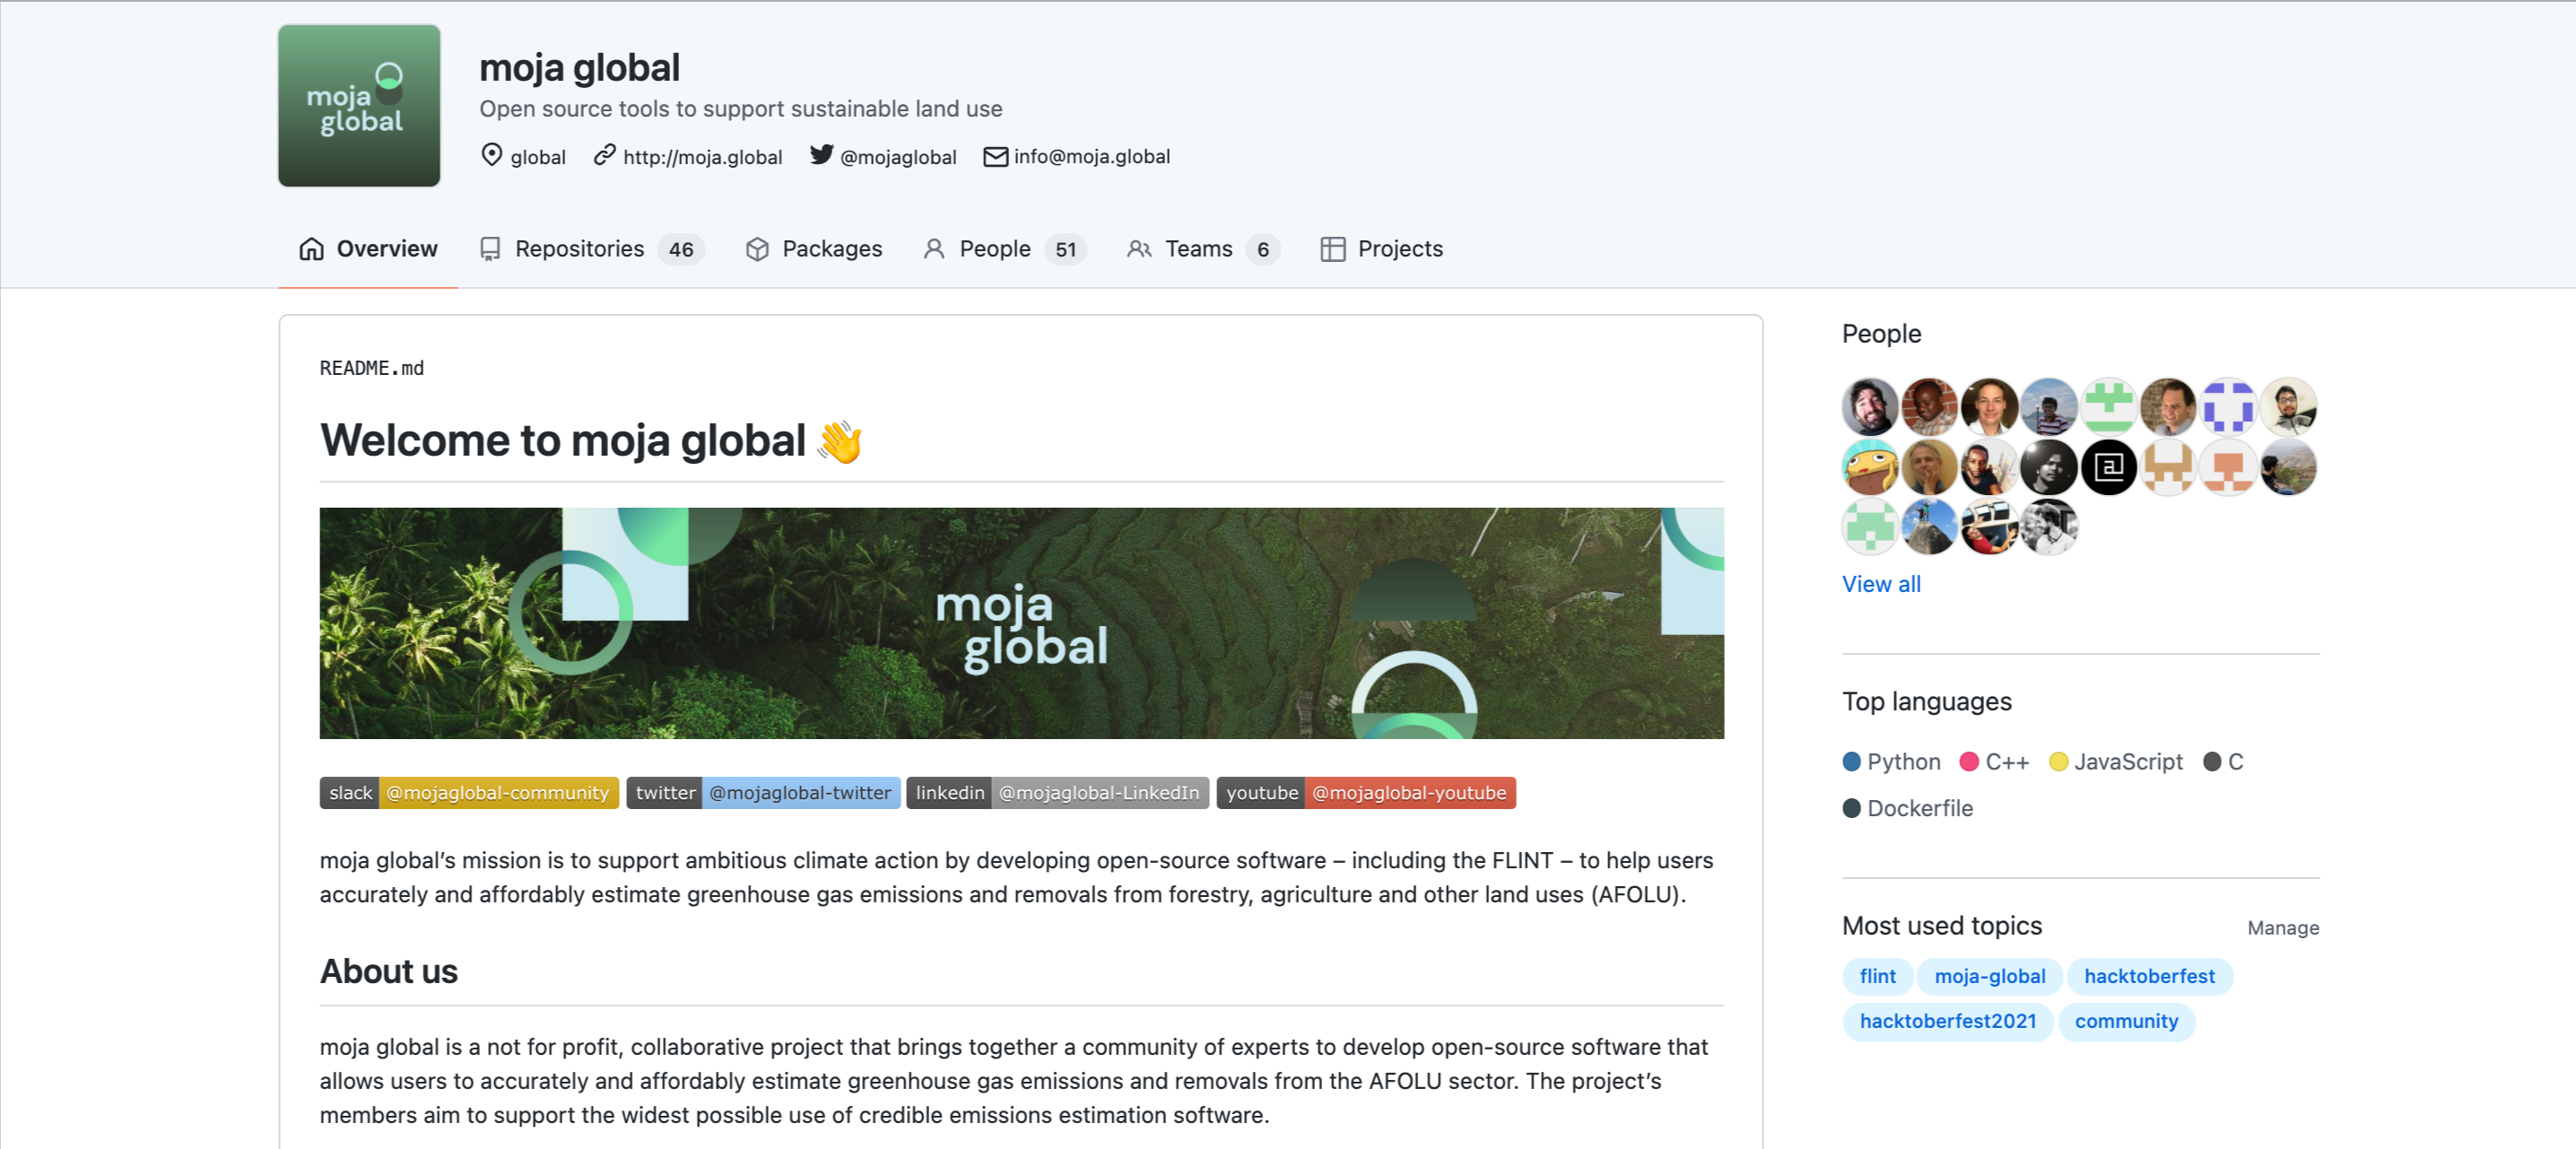 moja
global
moja global
Open source tools to support sustainable land use
global http://moja.global @mojaglobal info@moja.global
Overview Repositories 46 Packages People 51 Teams 6 Projects
README.md
Welcome to moja global 👋
moja
global
slack @mojaglobal-community twitter @mojaglobal-twitter linkedin @mojaglobal-LinkedIn youtube @mojaglobal-youtube
moja global’s mission is to support ambitious climate action by developing open-source software – including the FLINT – to help users
accurately and affordably estimate greenhouse gas emissions and removals from forestry, agriculture and other land uses (AFOLU).
About us
moja global is a not for profit, collaborative project that brings together a community of experts to develop open-source software that
allows users to accurately and affordably estimate greenhouse gas emissions and removals from the AFOLU sector. The project’s
members aim to support the widest possible use of credible emissions estimation software.
People
View all
Top languages
Python C++ JavaScript C
Dockerfile
Most used topics Manage
flint moja-global hacktoberfest
hacktoberfest2021 community